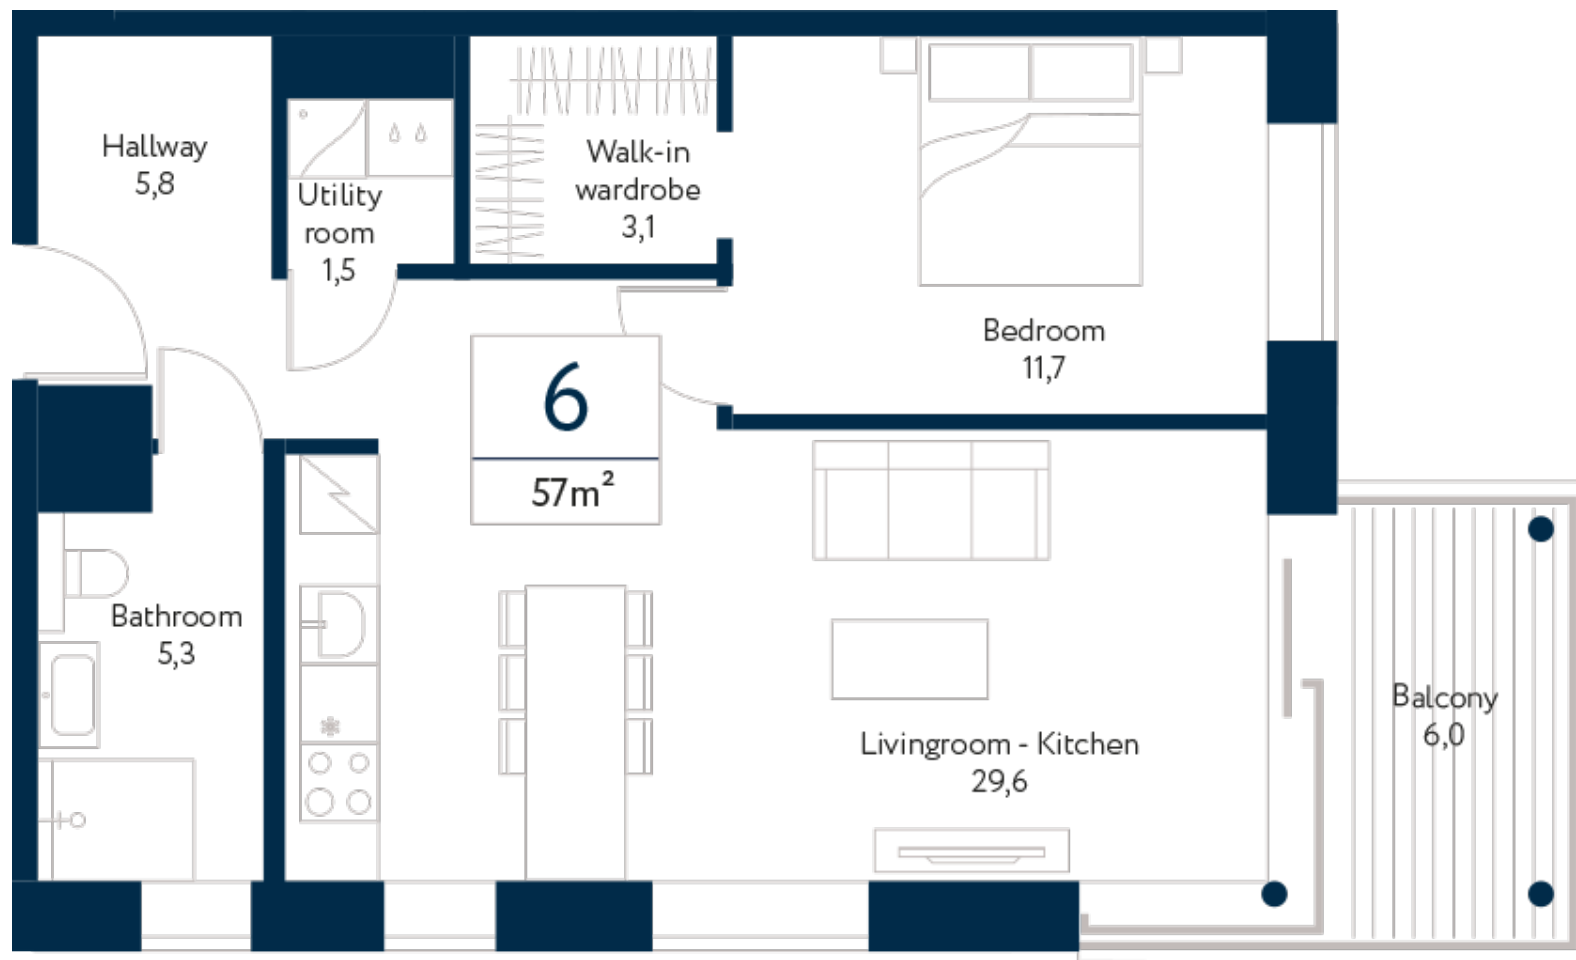 Hallway
5,8
Utility
room
1,5
Walk-in
wardrobe
3,1
Bedroom
11,7
6
57m²
Bathroom
5,3
Livingroom - Kitchen
29,6
Balcony
6,0